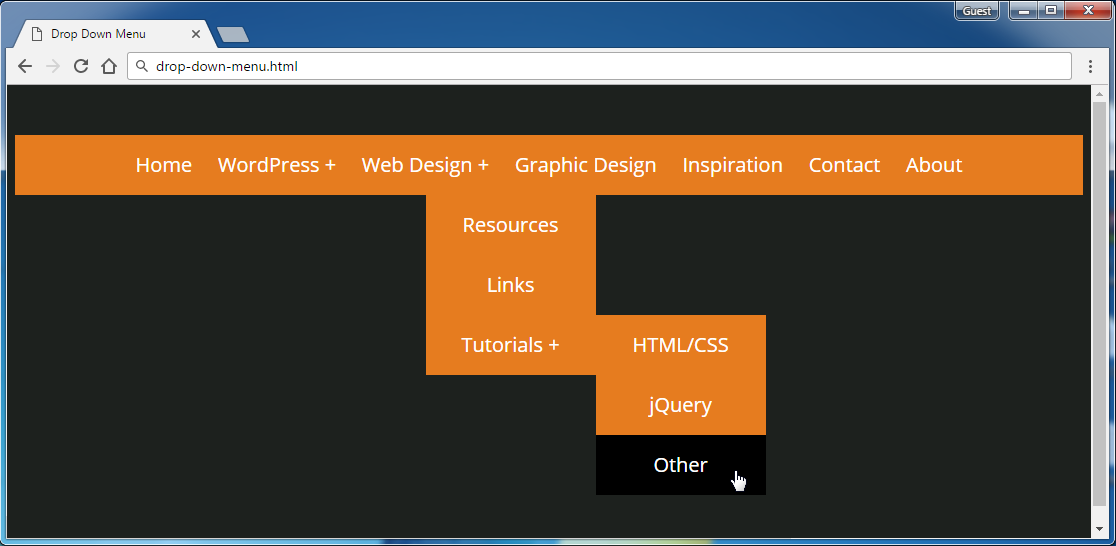 Guest
Drop Down Menu
drop-down-menu.html
Home WordPress + Web Design + Graphic Design Inspiration Contact About
Resources
Links
Tutorials + HTML/CSS
jQuery
Other